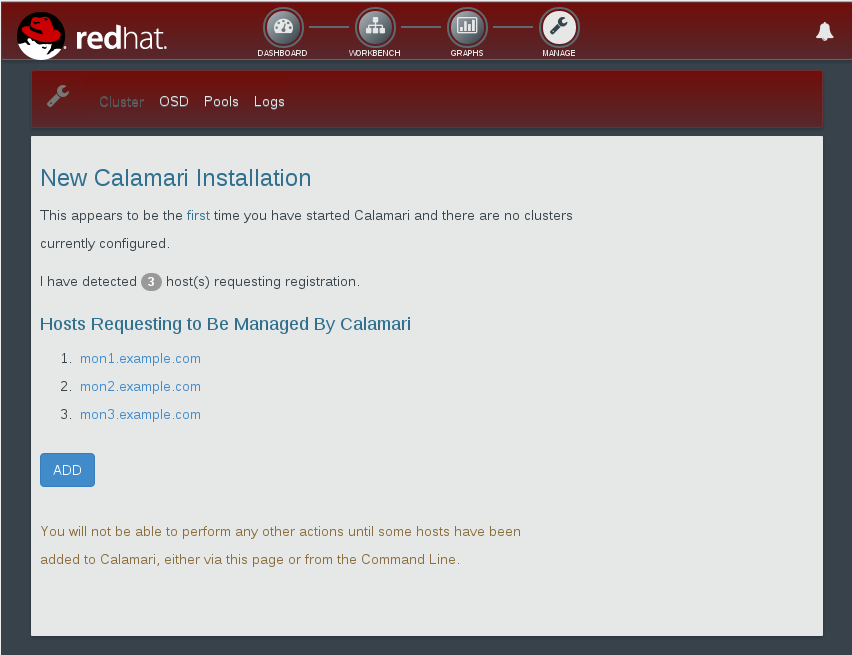 redhat.
DASHBOARD
WORKBENCH
GRAPHS
MANAGE
Cluster OSD Pools Logs
New Calamari Installation
This appears to be the first time you have started Calamari and there are no clusters
currently configured.
I have detected 3 host(s) requesting registration.
Hosts Requesting to Be Managed By Calamari
1. mon1.example.com
2. mon2.example.com
3. mon3.example.com
ADD
You will not be able to perform any other actions until some hosts have been
added to Calamari, either via this page or from the Command Line.